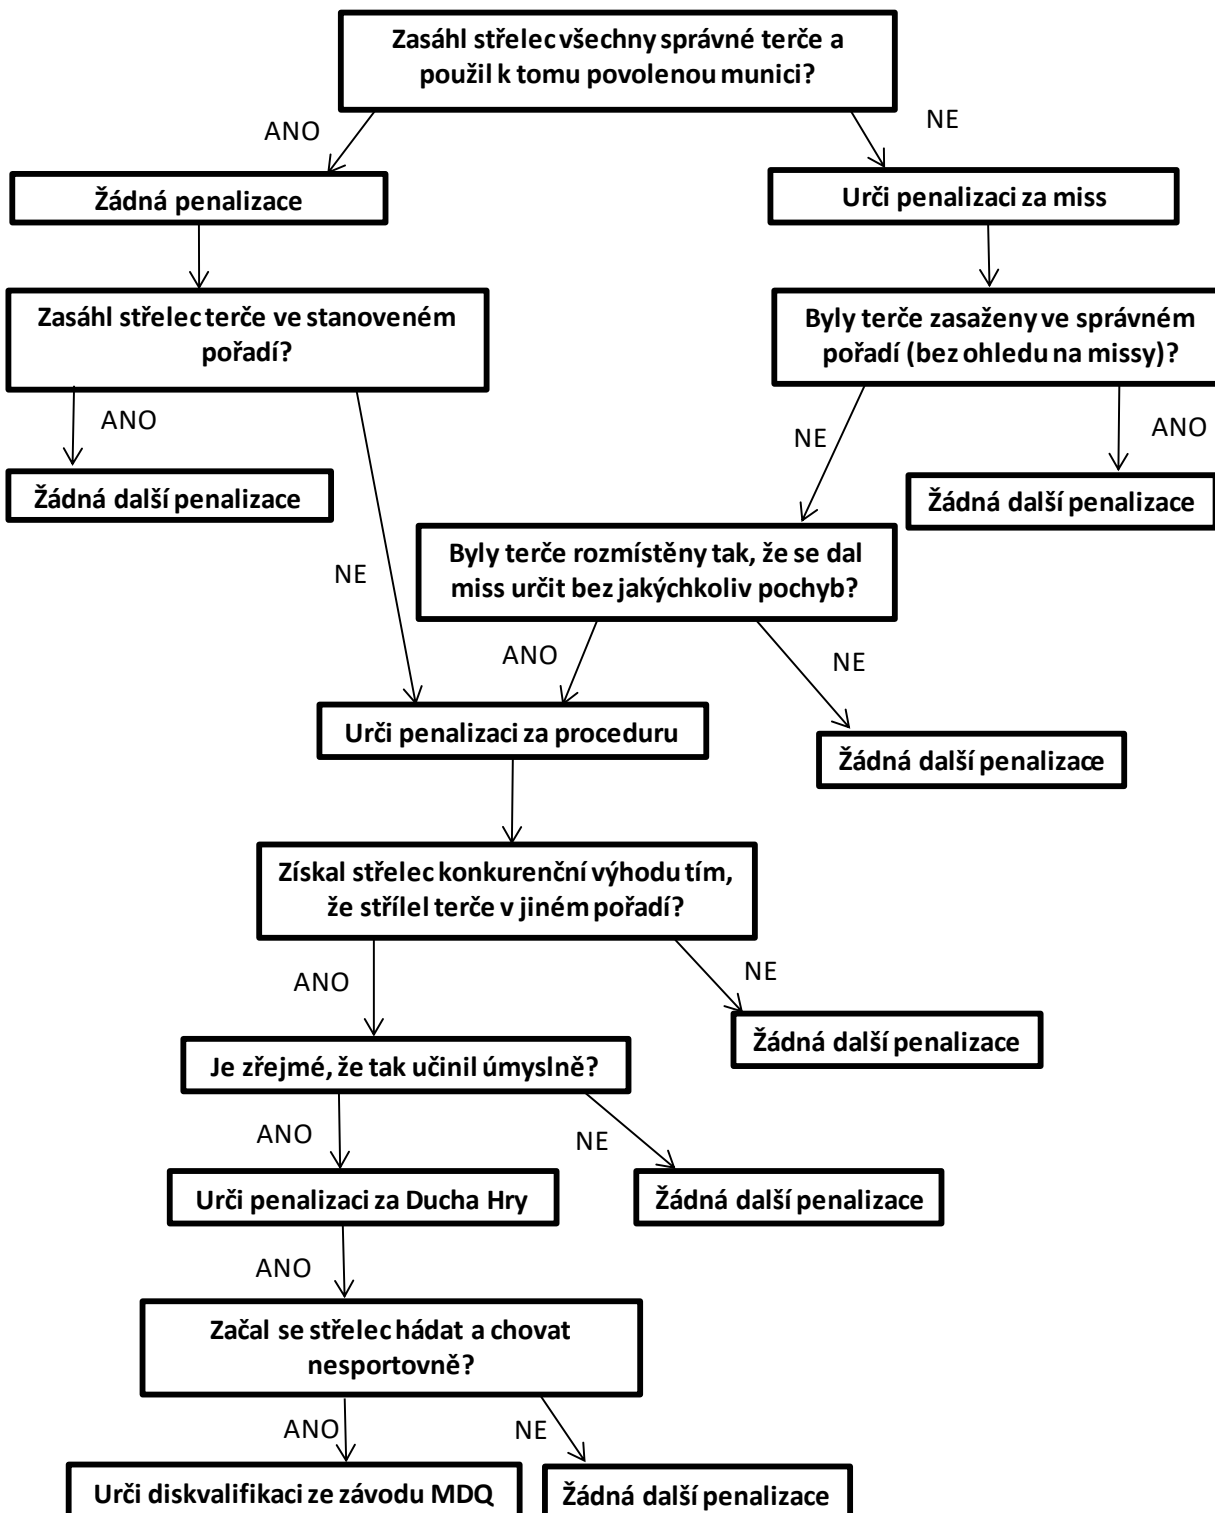 Zasáhl střelec všechny správné terče a
použil k tomu povolenou munici?
ANO
NE
Žádná penalizace
Urči penalizaci za miss
Zasáhl střelec terče ve stanoveném
pořadí?
Byly terče zasaženy ve správném
pořadí (bez ohledu na missy)?
ANO
NE
ANO
Žádná další penalizace
Žádná další penalizace
Byly terče rozmístěny tak, že se dal
miss určit bez jakýchkoliv pochyb?
NE
ANO
NE
Urči penalizaci za proceduru
Žádná další penalizace
Získal střelec konkurenční výhodu tím,
že střílel terče v jiném pořadí?
ANO
NE
Žádná další penalizace
Je zřejmé, že tak učinil úmyslně?
ANO
NE
Urči penalizaci za Ducha Hry
Žádná další penalizace
ANO
Začal se střelec hádat a chovat
nesportovně?
ANO
NE
Urči diskvalifikaci ze závodu MDQ
Žádná další penalizace